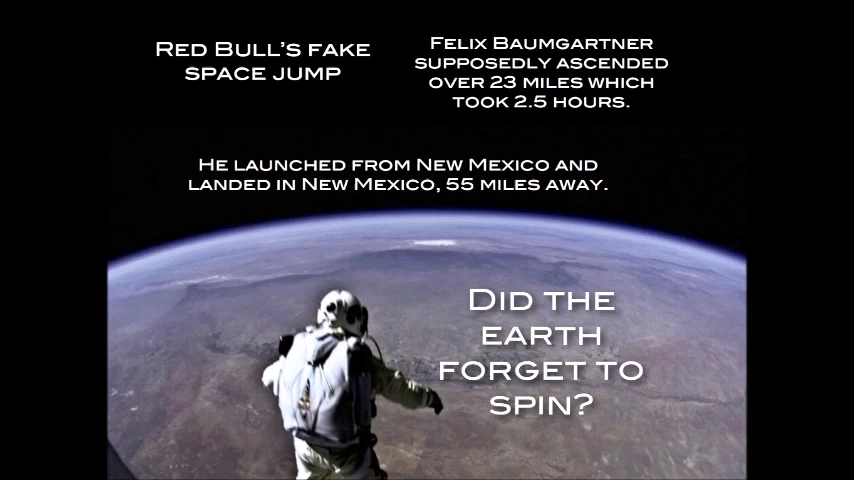 Red Bull's fake
space jump
Felix Baumgartner
supposedly ascended
over 23 miles which
took 2.5 hours.
He launched from New Mexico and
landed in New Mexico, 55 miles away.
Did the
earth
forget to
spin?